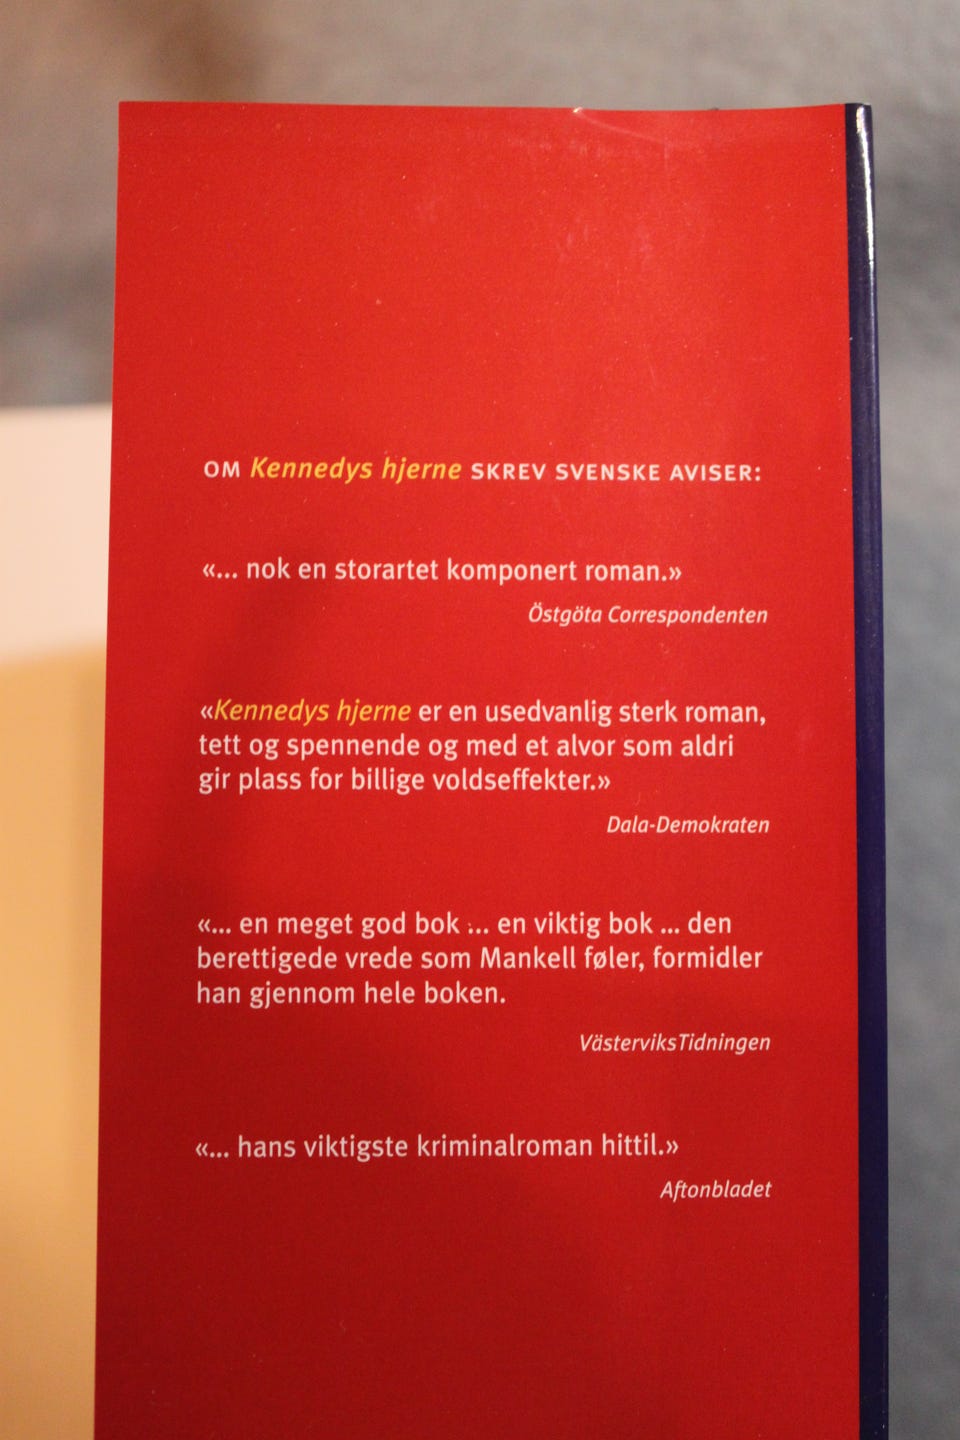 OM Kennedys hjerne SKREV SVENSKE AVISER:
«... nok en storartet komponert roman.»
Östgöta Correspondenten
«Kennedys hjerne er en usedvanlig sterk roman,
tett og spennende og med et alvor som aldri
gir plass for billige voldseffekter.»
Dala-Demokraten
«... en meget god bok ... en viktig bok ... den
berettigede vrede som Mankell føler, formidler
han gjennom hele boken.
VästerviksTidningen
«... hans viktigste kriminalroman hittil.»
Aftonbladet